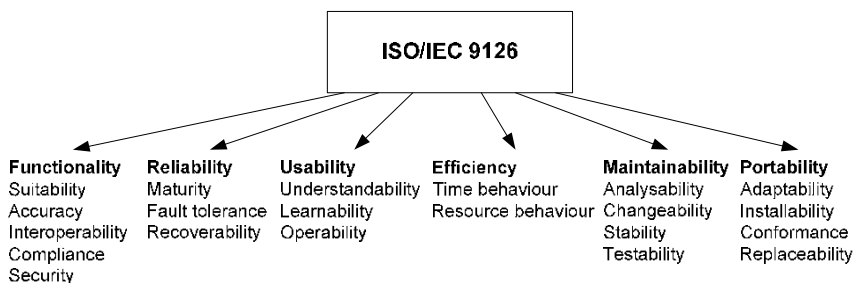 ISO/IEC 9126
Functionality
Suitability
Accuracy
Interoperability
Compliance
Security
Reliability
Maturity
Fault tolerance
Recoverability
Usability
Understandability
Learnability
Operability
Efficiency
Time behaviour
Resource behaviour
Maintainability
Analysability
Changeability
Stability
Testability
Portability
Adaptability
Installability
Conformance
Replaceability